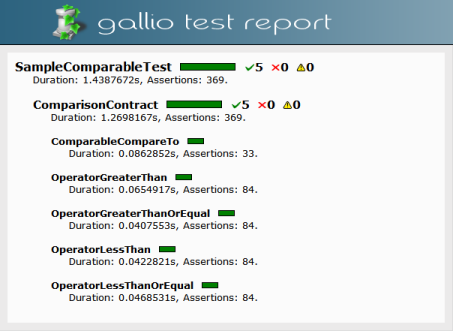 gallio test report
SampleComparableTest ✓5 ×0 ⚠0
Duration: 1.4387672s, Assertions: 369.
ComparisonContract ✓5 ×0 ⚠0
Duration: 1.2698167s, Assertions: 369.
ComparableCompareTo
Duration: 0.0862852s, Assertions: 33.
OperatorGreaterThan
Duration: 0.0654917s, Assertions: 84.
OperatorGreaterThanOrEqual
Duration: 0.0407553s, Assertions: 84.
OperatorLessThan
Duration: 0.0422821s, Assertions: 84.
OperatorLessThanOrEqual
Duration: 0.0468531s, Assertions: 84.